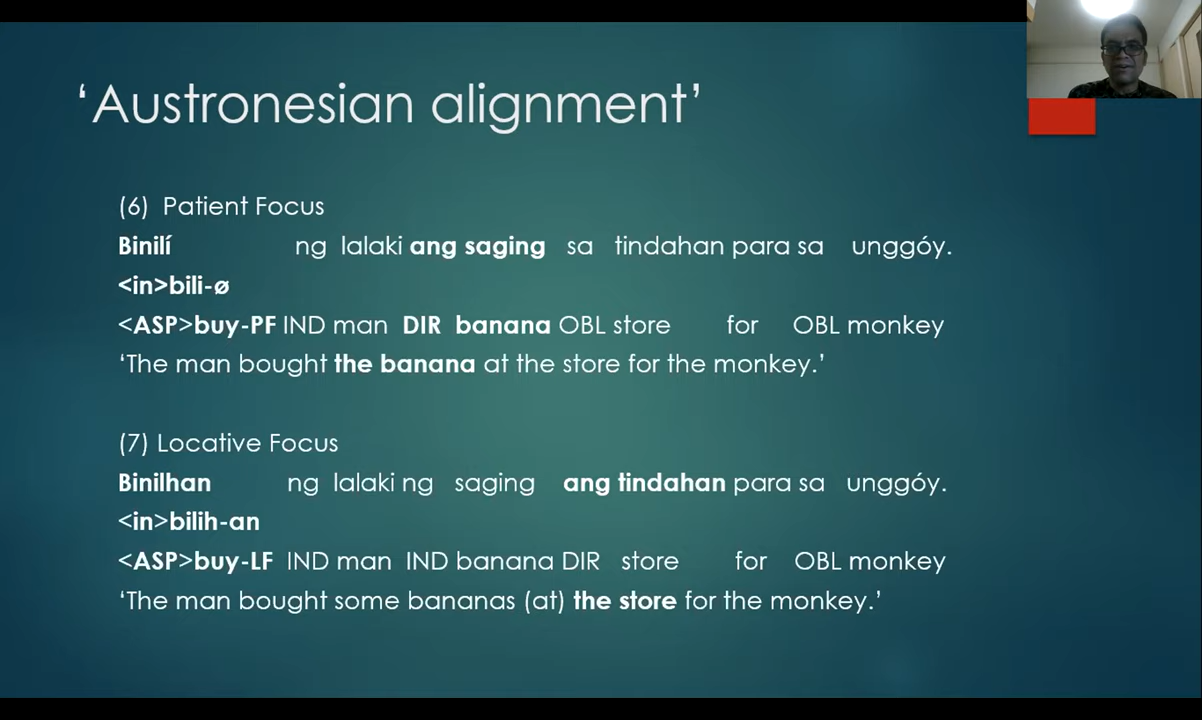 ‘Austronesian alignment’
(6) Patient Focus
Binilí ng lalaki ang saging sa tindahan para sa unggóy.
<in>bili-ø
<ASP>buy-PF IND man DIR banana OBL store for OBL monkey
‘The man bought the banana at the store for the monkey.’
(7) Locative Focus
Binilhan ng lalaki ng saging ang tindahan para sa unggóy.
<in>bilih-an
<ASP>buy-LF IND man IND banana DIR store for OBL monkey
‘The man bought some bananas (at) the store for the monkey.’